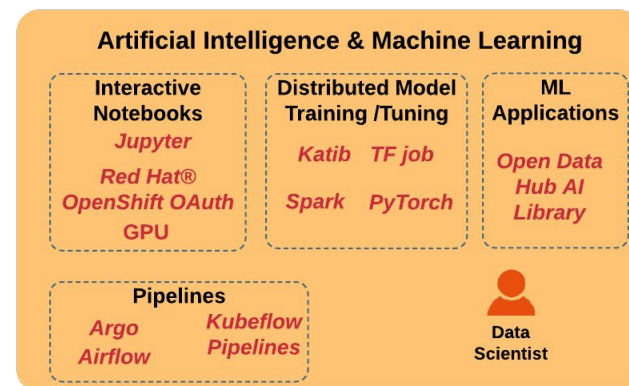 Artificial Intelligence & Machine Learning
Interactive
Notebooks
Jupyter
Red Hat®
OpenShift OAuth
GPU
Distributed Model
Training /Tuning
Katib TF job
Spark PyTorch
ML
Applications
Open Data
Hub AI
Library
Pipelines
Argo
Airflow
Kubeflow
Pipelines
Data
Scientist